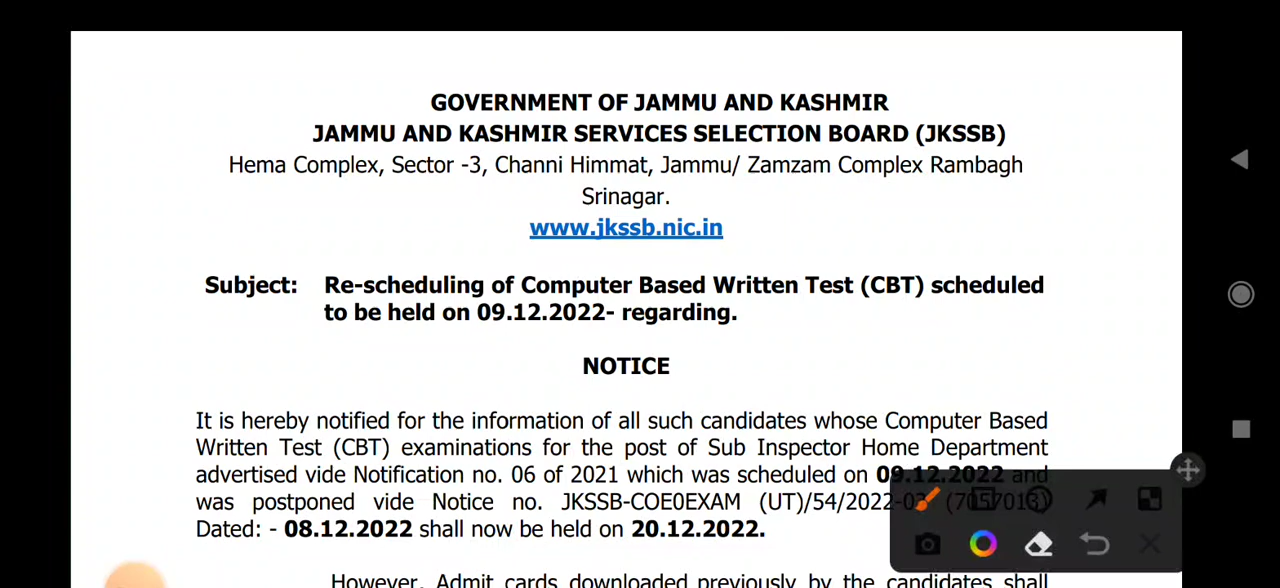 GOVERNMENT OF JAMMU AND KASHMIR
JAMMU AND KASHMIR SERVICES SELECTION BOARD (JKSSB)
Hema Complex, Sector -3, Channi Himmat, Jammu/ Zamzam Complex Rambagh
Srinagar.
www.jkssb.nic.in
Subject: Re-scheduling of Computer Based Written Test (CBT) scheduled
to be held on 09.12.2022- regarding.
NOTICE
It is hereby notified for the information of all such candidates whose Computer Based
Written Test (CBT) examinations for the post of Sub Inspector Home Department
advertised vide Notification no. 06 of 2021 which was scheduled on 09.12.2022 and
was postponed vide Notice no. JKSSB-COE0EXAM (UT)/54/2022-03 (7057013)
Dated: - 08.12.2022 shall now be held on 20.12.2022.
However, Admit cards downloaded previously by the candidates shall